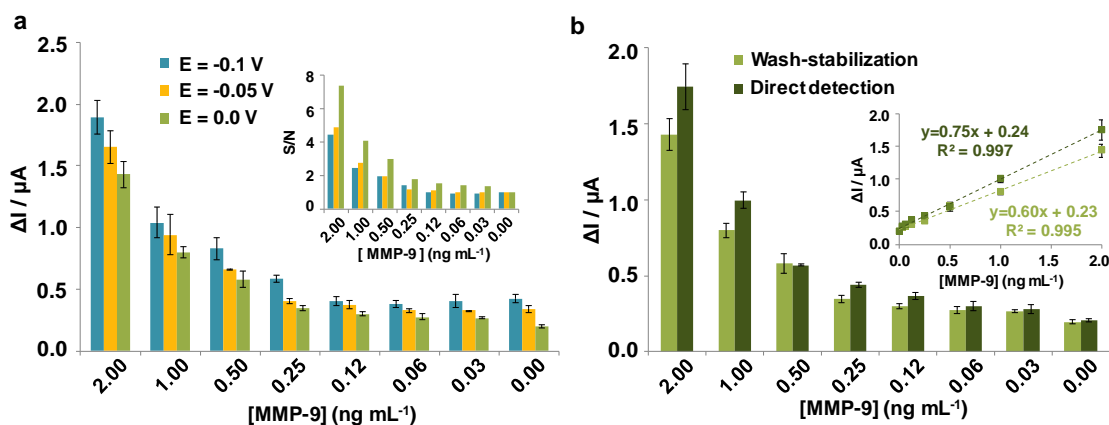 a
ΔI / µA
2.5
2.0
1.5
1.0
0.5
0.0
E = -0.1 V
E = -0.05 V
E = 0.0 V
S/N
8
6
4
2
0
2.00 1.00 0.50 0.25 0.12 0.06 0.03 0.00
[ MMP-9] (ng mL⁻¹)
2.00 1.00 0.50 0.25 0.12 0.06 0.03 0.00
[MMP-9] (ng mL⁻¹)
b
ΔI / µA
2.0
1.5
1.0
0.5
0.0
Wash-stabilization
Direct detection
ΔI / µA
2.0
1.5
1.0
0.5
0.0
y=0.75x + 0.24
R² = 0.997
y=0.60x + 0.23
R² = 0.995
0.0 0.5 1.0 1.5 2.0
[MMP-9] (ng mL⁻¹)
2.00 1.00 0.50 0.25 0.12 0.06 0.03 0.00
[MMP-9] (ng mL⁻¹)